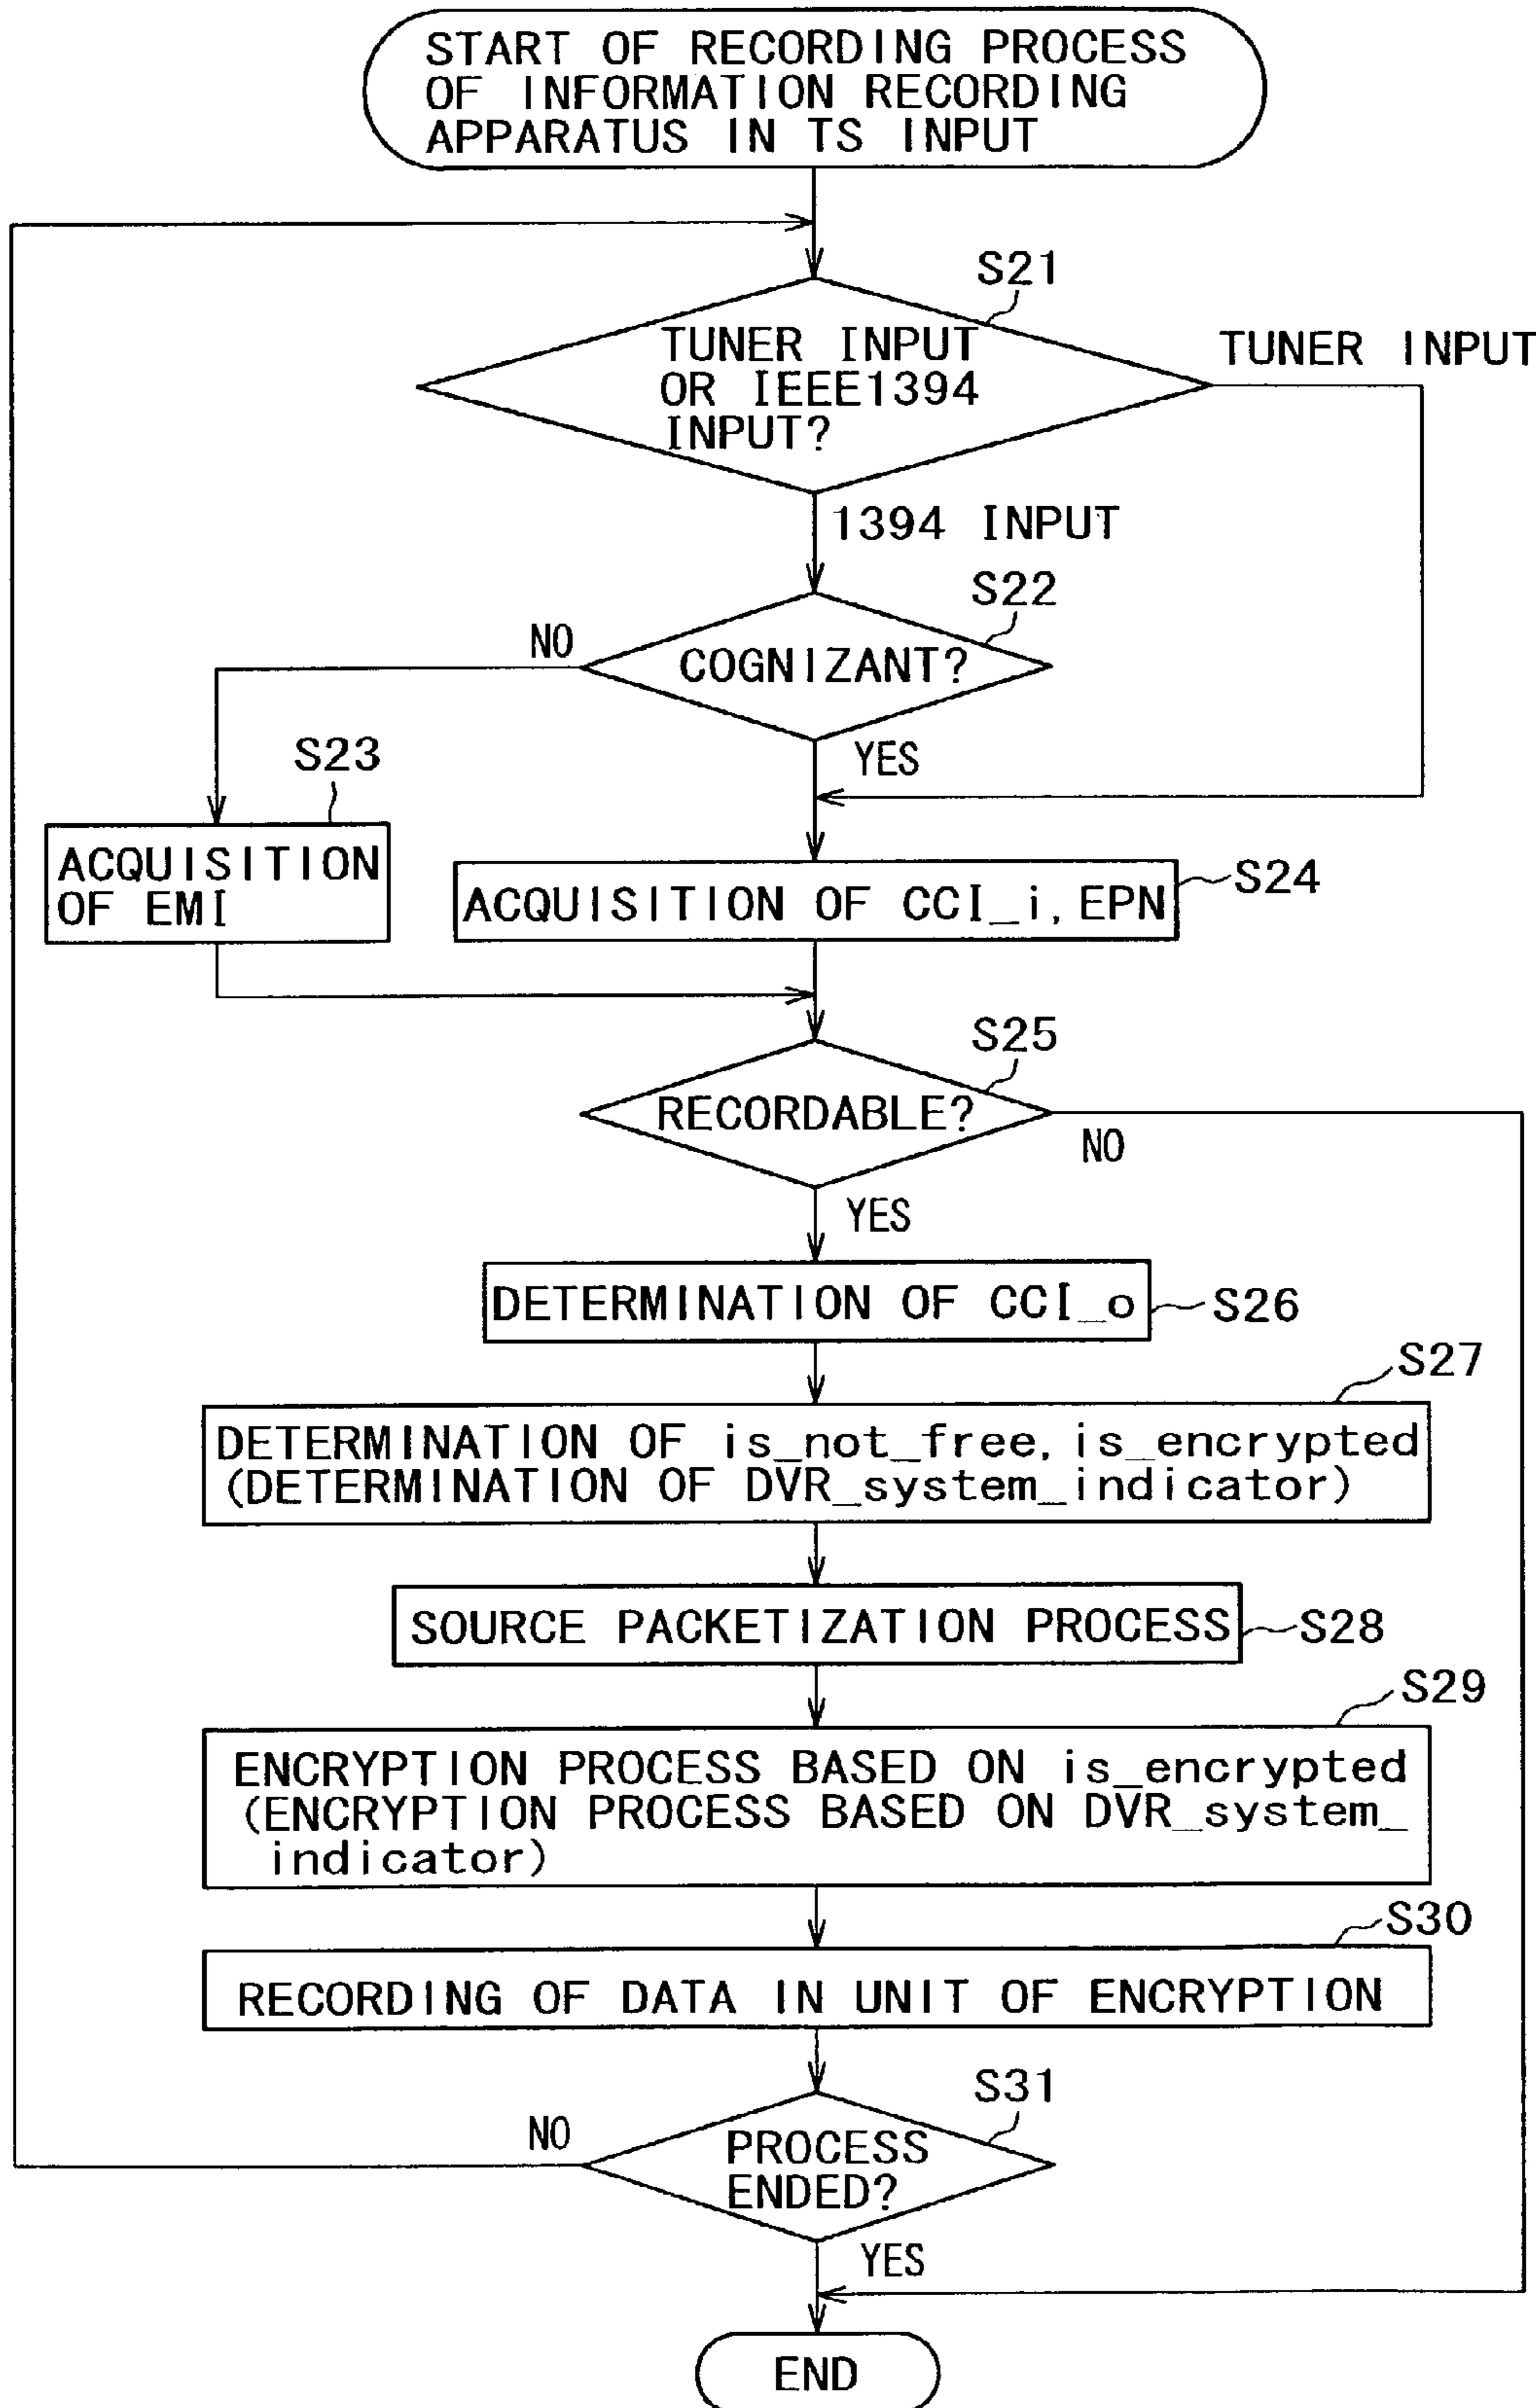 START OF RECORDING PROCESS
OF INFORMATION RECORDING
APPARATUS IN TS INPUT
S21
TUNER INPUT
OR IEEE1394
INPUT?
TUNER INPUT
1394 INPUT
S22
NO
COGNIZANT?
YES
S23
ACQUISITION
OF EMI
ACQUISITION OF CCI_i, EPN
S24
S25
RECORDABLE?
NO
YES
DETERMINATION OF CCI_o
S26
S27
DETERMINATION OF is_not_free, is_encrypted
(DETERMINATION OF DVR_system_indicator)
SOURCE PACKETIZATION PROCESS
S28
S29
ENCRYPTION PROCESS BASED ON is_encrypted
(ENCRYPTION PROCESS BASED ON DVR_system_
indicator)
S30
RECORDING OF DATA IN UNIT OF ENCRYPTION
S31
NO
PROCESS
ENDED?
YES
END